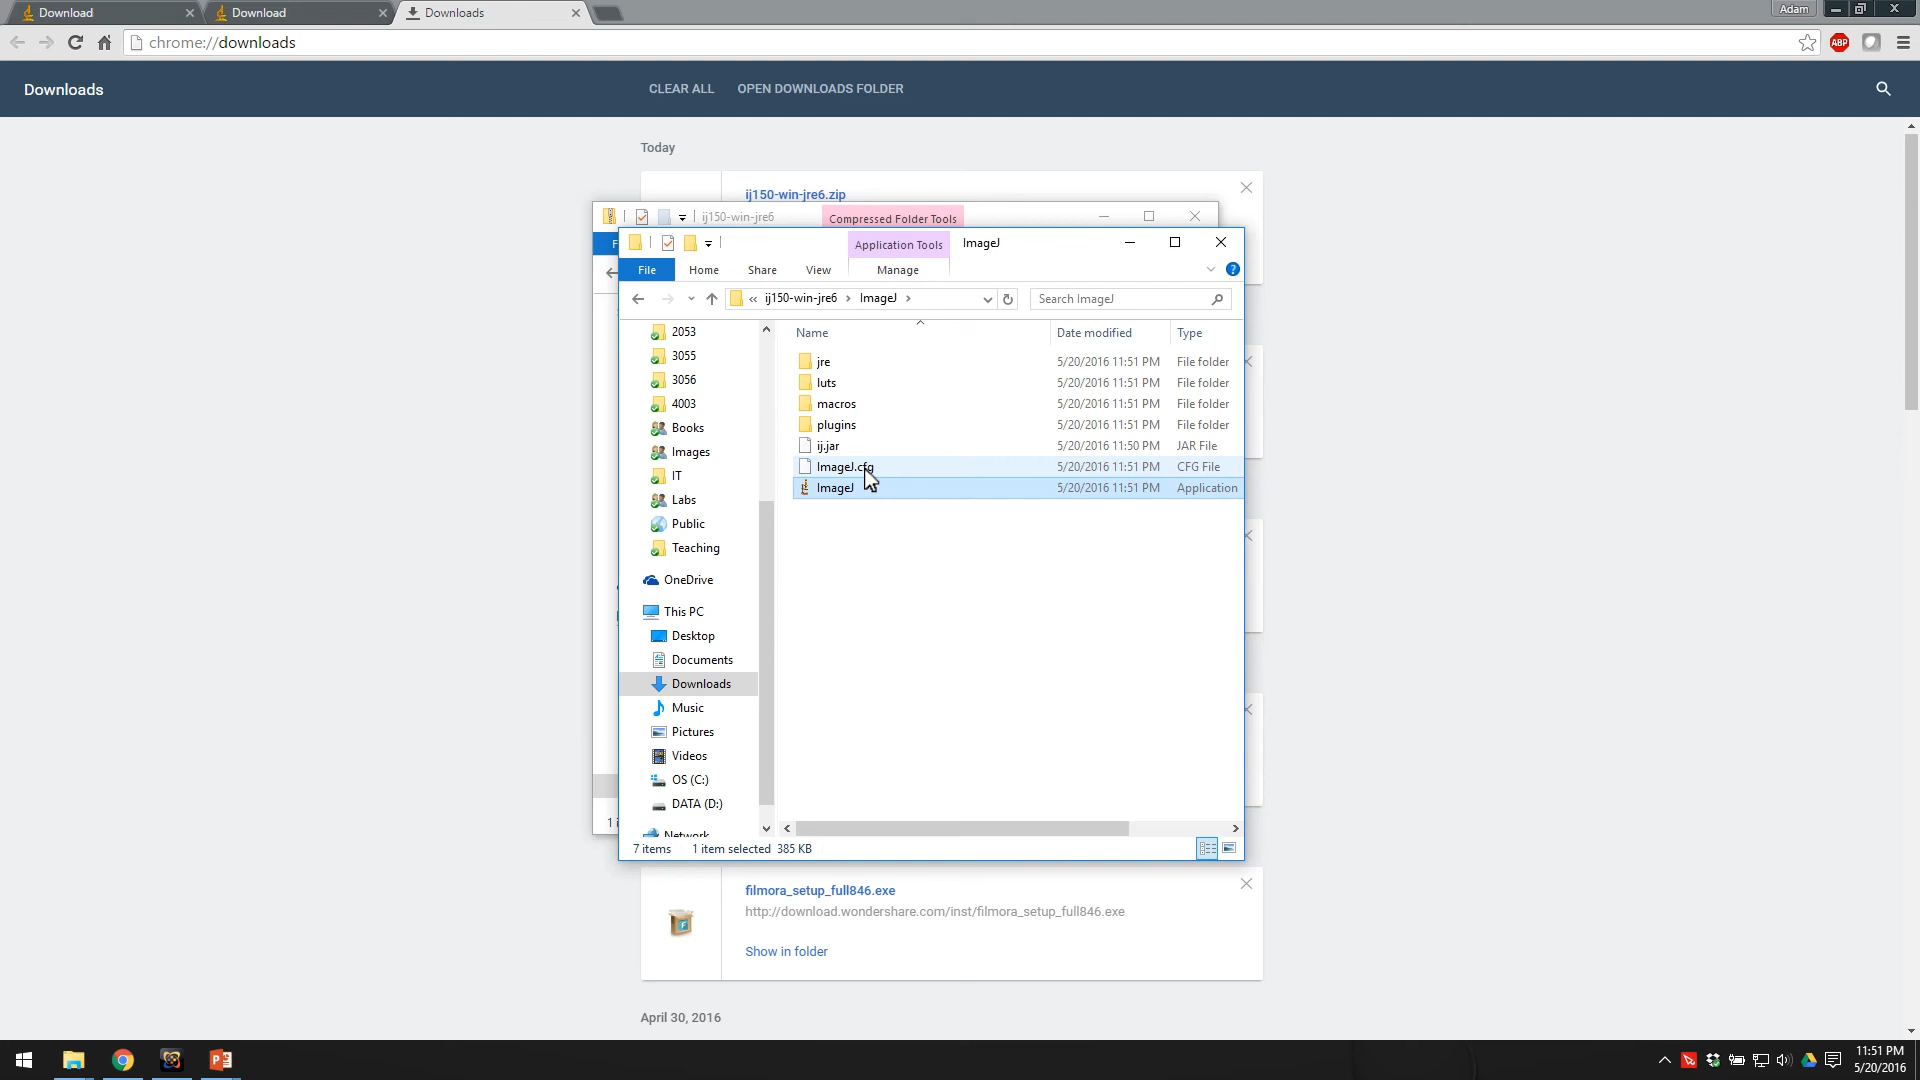 Download
Download
Downloads
Adam
chrome://downloads
ABP
Downloads
CLEAR ALL
OPEN DOWNLOADS FOLDER
Today
ij150-win-jre6.zip
ij150-win-jre6
Compressed Folder Tools
Application Tools
ImageJ
File
Home
Share
View
Manage
« ij150-win-jre6 › ImageJ ›
Search ImageJ
Name
Date modified
Type
2053
3055
3056
4003
Books
Images
IT
Labs
Public
Teaching
OneDrive
This PC
Desktop
Documents
Downloads
Music
Pictures
Videos
OS (C:)
DATA (D:)
Network
jre 5/20/2016 11:51 PM File folder
luts 5/20/2016 11:51 PM File folder
macros 5/20/2016 11:51 PM File folder
plugins 5/20/2016 11:51 PM File folder
ij.jar 5/20/2016 11:50 PM JAR File
ImageJ.cfg 5/20/2016 11:51 PM CFG File
ImageJ 5/20/2016 11:51 PM Application
7 items 1 item selected 385 KB
filmora_setup_full846.exe
http://download.wondershare.com/inst/filmora_setup_full846.exe
Show in folder
April 30, 2016
11:51 PM
5/20/2016